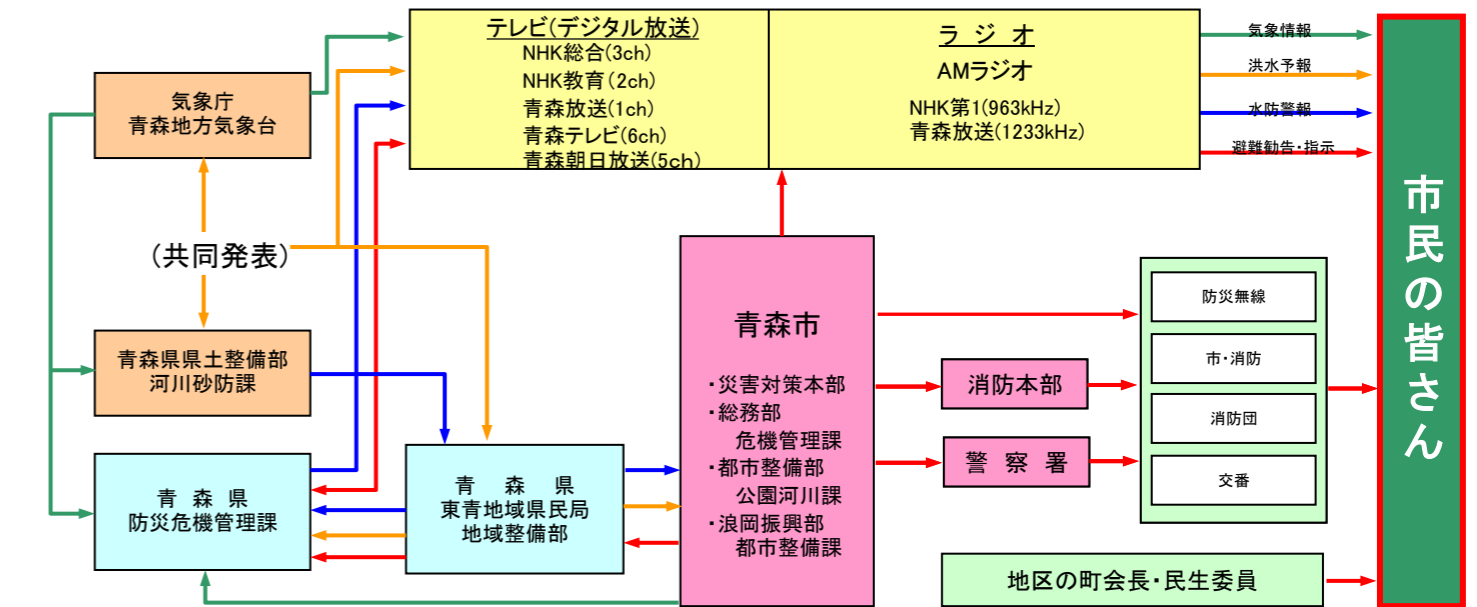 テレビ(デジタル放送)
NHK総合(3ch)
NHK教育(2ch)
青森放送(1ch)
青森テレビ(6ch)
青森朝日放送(5ch)
ラ ジ オ
AMラジオ
NHK第1(963kHz)
青森放送(1233kHz)
気象情報
洪水予報
水防警報
避難勧告・指示
市民の皆さん
気象庁
青森地方気象台
(共同発表)
青森県県土整備部
河川砂防課
青 森 県
防災危機管理課
青 森 県
東青地域県民局
地域整備部
青森市
・災害対策本部
・総務部
危機管理課
・都市整備部
公園河川課
・浪岡振興部
都市整備課
消防本部
警 察 署
防災無線
市・消防
消防団
交番
地区の町会長・民生委員